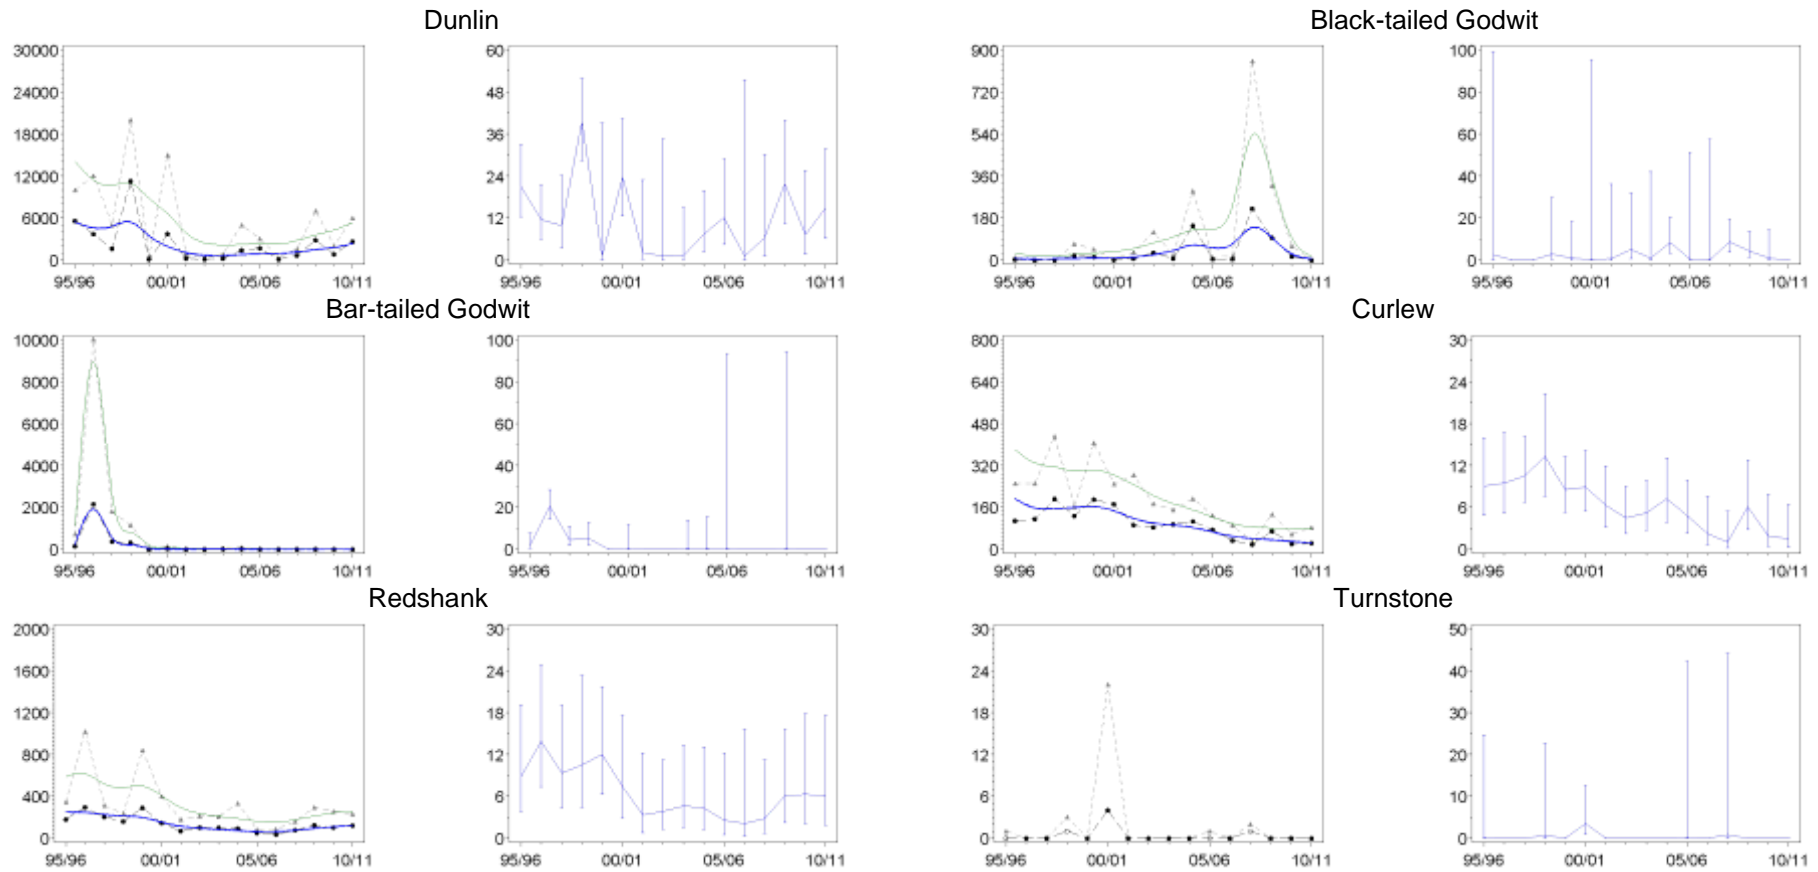 Dunlin
Black-tailed Godwit
30000 24000 18000 12000 6000 0
95/96 00/01 05/06 10/11
60 48 36 24 12 0
95/96 00/01 05/06 10/11
900 720 540 360 180 0
95/96 00/01 05/06 10/11
100 80 60 40 20 0
95/96 00/01 05/06 10/11
Bar-tailed Godwit
Curlew
10000 8000 6000 4000 2000 0
95/96 00/01 05/06 10/11
100 80 60 40 20 0
95/96 00/01 05/06 10/11
800 640 480 320 160 0
95/96 00/01 05/06 10/11
30 24 18 12 6 0
95/96 00/01 05/06 10/11
Redshank
Turnstone
2000 1600 1200 800 400 0
95/96 00/01 05/06 10/11
30 24 18 12 6 0
95/96 00/01 05/06 10/11
30 24 18 12 6 0
95/96 00/01 05/06 10/11
50 40 30 20 10 0
95/96 00/01 05/06 10/11